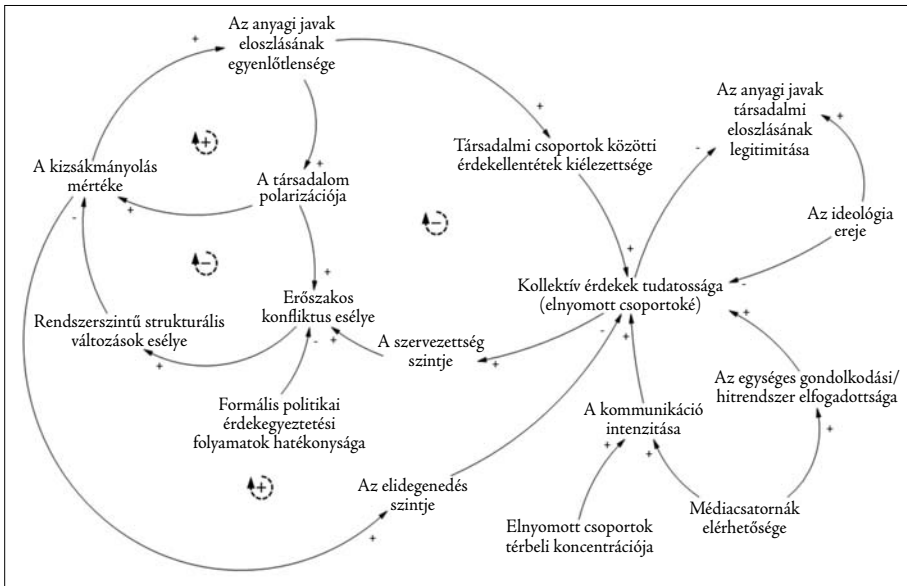 Az anyagi javak
eloszlásának
egyenlőtlensége
Az anyagi javak
társadalmi
eloszlásának
legitimitása
Társadalmi csoportok közötti
érdekellentétek kiélezettsége
A kizsákmányolás
mértéke
A társadalom
polarizációja
Az ideológia
ereje
Kollektív érdekek tudatossága
(elnyomott csoportoké)
Erőszakos
konfliktus esélye
Rendszerszintű strukturális
változások esélye
A szervezettség
szintje
Az egységes gondolkodási/
hitrendszer elfogadottsága
Formális politikai
érdekegyeztetési
folyamatok hatékonysága
A kommunikáció
intenzitása
Az elidegenedés
szintje
Elnyomott csoportok
térbeli koncentrációja
Médiacsatornák
elérhetősége